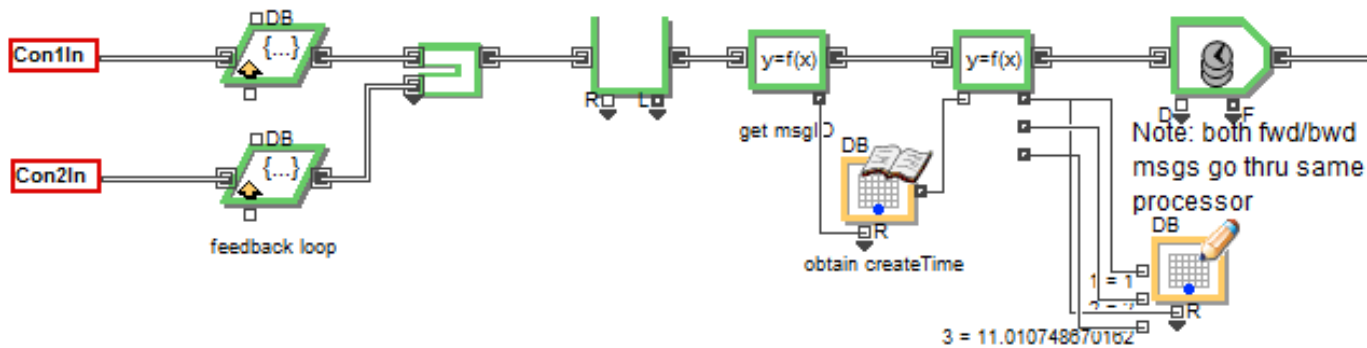 DB
Con1In
{...}
y=f(x)
y=f(x)
R
L
D
F
get msgID
DB
Note: both fwd/bwd
msgs go thru same
processor
DB
Con2In
{...}
R
feedback loop
obtain createTime
DB
1 = 1
R
3 = 11.010748670162